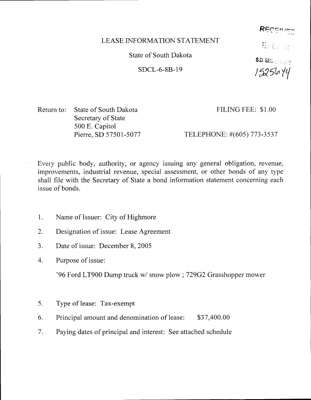 RECEIVED
LEASE INFORMATION STATEMENT
State of South Dakota
SDCL-6-8B-19
S.D. SEC.
1525644
Return to: State of South Dakota FILING FEE: $1.00
Secretary of State
500 E. Capitol
Pierre, SD 57501-5077 TELEPHONE: #(605) 773-3537
Every public body, authority, or agency issuing any general obligation, revenue,
improvements, industrial revenue, special assessment, or other bonds of any type
shall file with the Secretary of State a bond information statement concerning each
issue of bonds.
1. Name of Issuer: City of Highmore
2. Designation of issue: Lease Agreement
3. Date of issue: December 8, 2005
4. Purpose of issue:
'96 Ford LT900 Dump truck w/ snow plow ; 729G2 Grasshopper mower
5. Type of lease: Tax-exempt
6. Principal amount and denomination of lease: $37,400.00
7. Paying dates of principal and interest: See attached schedule